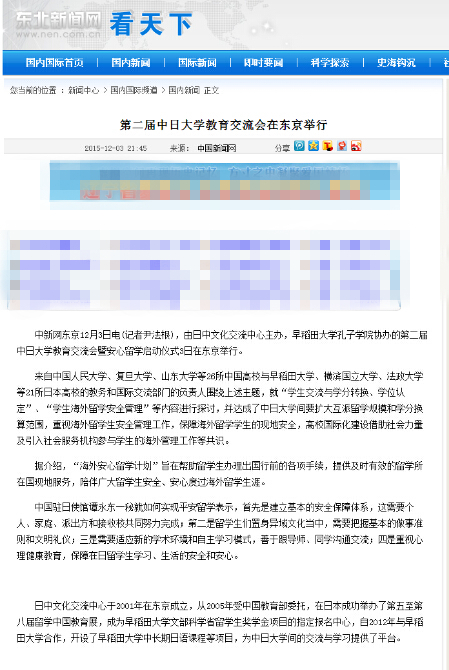 东北新闻网
www.nen.com.cn
看天下
国内国际首页 | 国内新闻 | 国际新闻 | 即时要闻 | 科学探索 | 史海钩沉 |
您当前的位置 : 新闻中心 > 国内国际频道 > 国内新闻 正文
第二届中日大学教育交流会在东京举行
2015-12-03 21:45 来源: 中国新闻网 分享
中新网东京12月3日电(记者尹法根)，由日中文化交流中心主办，早稻田大学孔子学院协办的第二届
中日大学教育交流会暨安心留学启动仪式3日在东京举行。
来自中国人民大学、复旦大学、山东大学等26所中国高校与早稻田大学、横滨国立大学、法政大学
等21所日本高校的教务和国际交流部门的负责人围绕上述主题，就“学生交流与学分转换、学位认
定”、“学生海外留学安全管理”等内容进行探讨，并达成了中日大学间要扩大互派留学规模和学分换
算范围，重视海外留学生安全管理工作，保障海外留学学生的现地安全，高校国际化建设借助社会力量
及引入社会服务机构参与学生的海外管理工作等共识。
据介绍，“海外安心留学计划”旨在帮助留学生办理出国行前的各项手续，提供及时有效的留学所
在国现地服务，陪伴广大留学生安全、安心度过海外留学生涯。
中国驻日使馆谭永东一秘就如何实现平安留学表示，首先是建立基本的安全保障体系，这需要个
人、家庭、派出方和接收校共同努力完成；第二是留学生们置身异域文化当中，需要把握基本的做事准
则和文明礼仪；三是需要适应新的学术环境和自主学习模式，善于跟导师、同学沟通交流；四是重视心
理健康教育，保障在日留学生学习、生活的安全和安心。
日中文化交流中心于2001年在东京成立，从2005年受中国教育部委托，在日本成功举办了第五至第
八届留学中国教育展，成为早稻田大学文部科学省留学生奖学金项目的指定报名中心，自2012年与早稻
田大学合作，开设了早稻田大学中长期日语课程等项目，为中日大学间的交流与学习提供了平台。